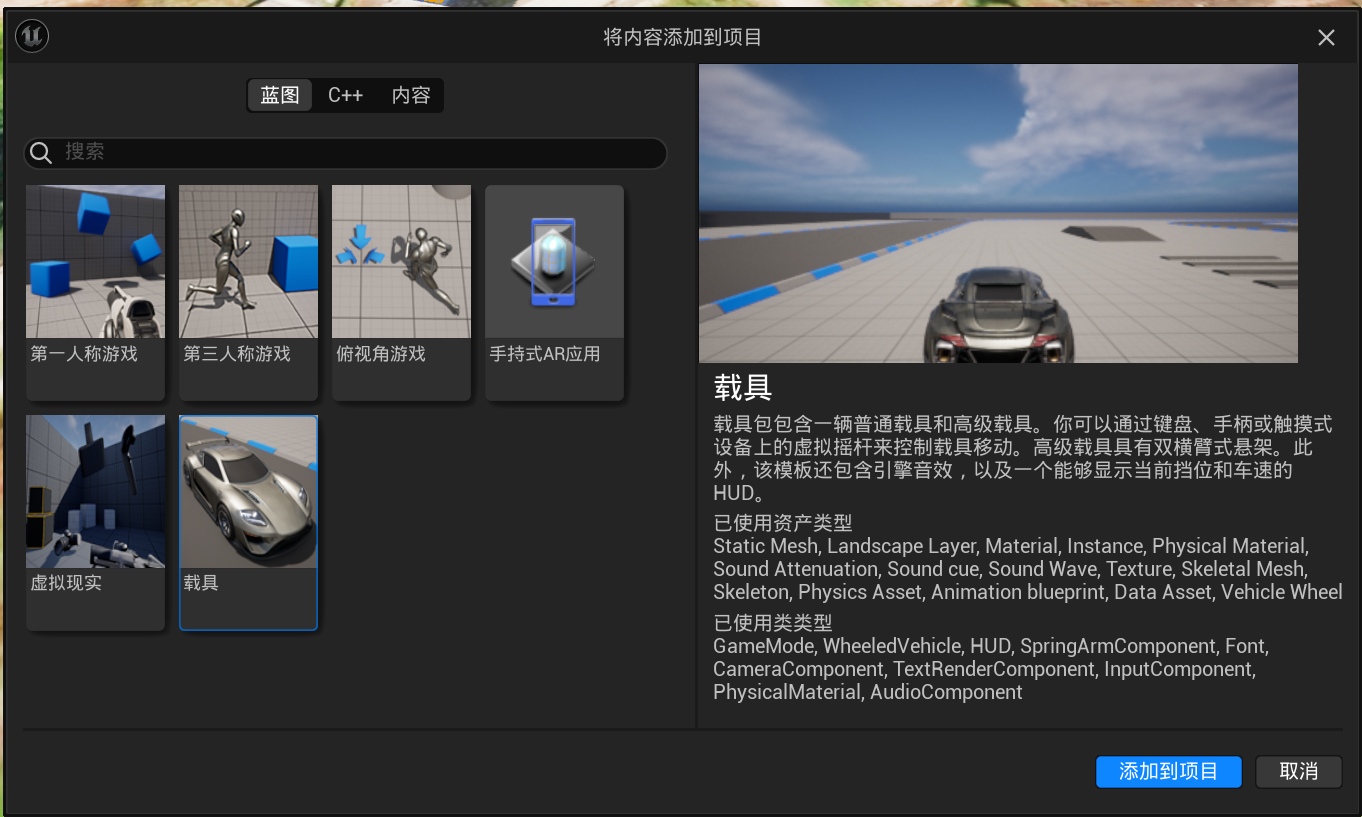 将内容添加到项目
蓝图
C++
内容
搜索
第一人称游戏
第三人称游戏
俯视角游戏
手持式AR应用
虚拟现实
载具
载具
载具包包含一辆普通载具和高级载具。你可以通过键盘、手柄或触摸式
设备上的虚拟摇杆来控制载具移动。高级载具具有双横臂式悬架。此
外，该模板还包含引擎音效，以及一个能够显示当前挡位和车速的
HUD。
已使用资产类型
Static Mesh, Landscape Layer, Material, Instance, Physical Material,
Sound Attenuation, Sound cue, Sound Wave, Texture, Skeletal Mesh,
Skeleton, Physics Asset, Animation blueprint, Data Asset, Vehicle Wheel
已使用类类型
GameMode, WheeledVehicle, HUD, SpringArmComponent, Font,
CameraComponent, TextRenderComponent, InputComponent,
PhysicalMaterial, AudioComponent
添加到项目
取消